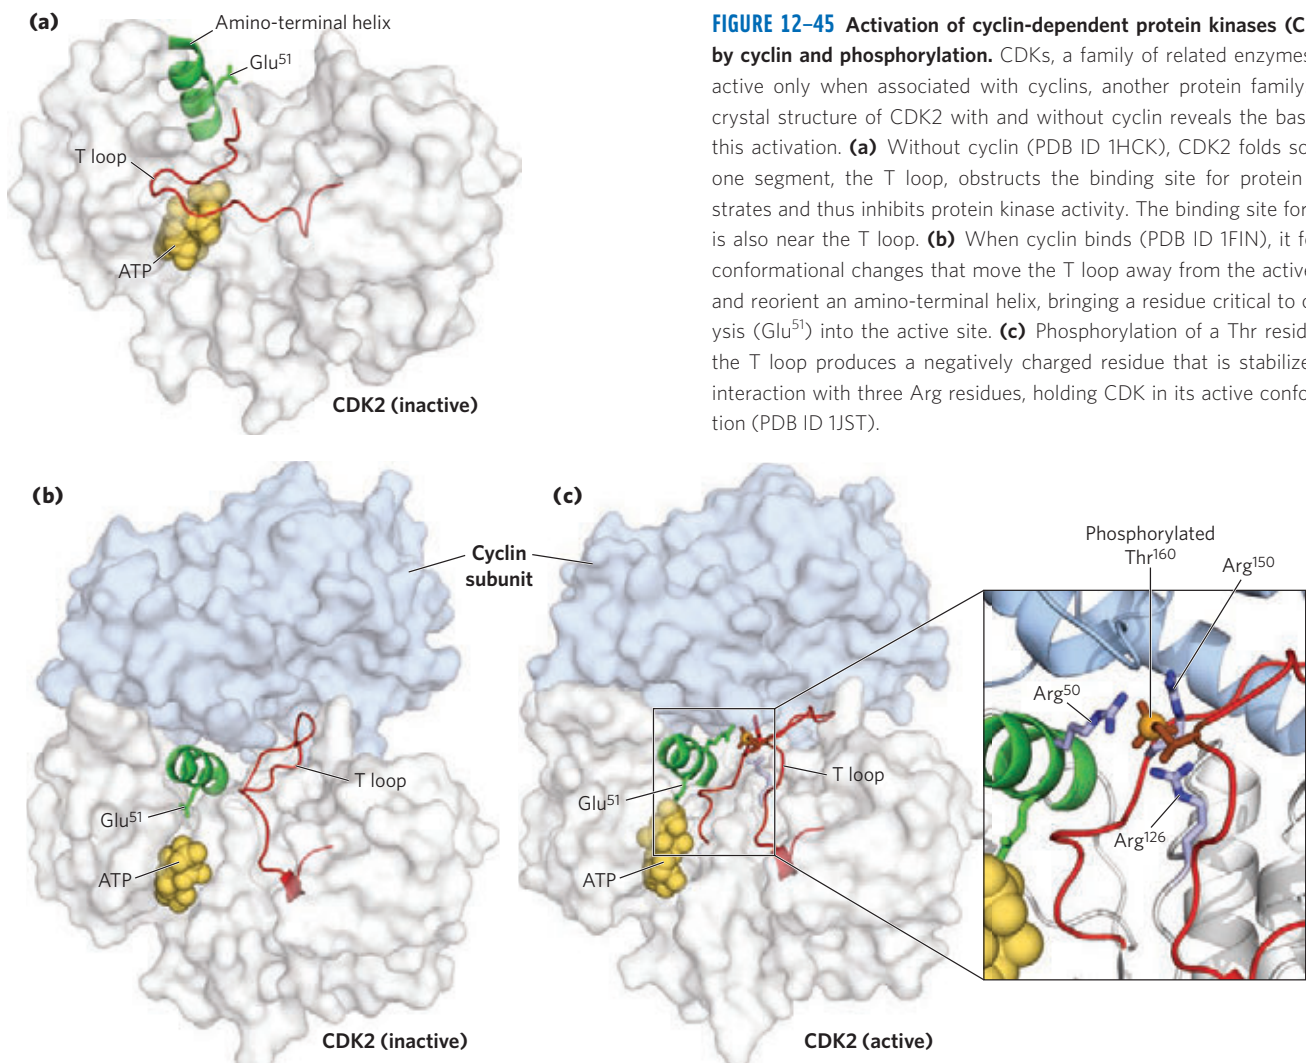 (a)
Amino-terminal helix
Glu51
T loop
ATP
CDK2 (inactive)
FIGURE 12–45 Activation of cyclin-dependent protein kinases (C
by cyclin and phosphorylation. CDKs, a family of related enzymes
active only when associated with cyclins, another protein family
crystal structure of CDK2 with and without cyclin reveals the bas
this activation. (a) Without cyclin (PDB ID 1HCK), CDK2 folds so
one segment, the T loop, obstructs the binding site for protein
strates and thus inhibits protein kinase activity. The binding site for
is also near the T loop. (b) When cyclin binds (PDB ID 1FIN), it f
conformational changes that move the T loop away from the active
and reorient an amino-terminal helix, bringing a residue critical to
ysis (Glu51) into the active site. (c) Phosphorylation of a Thr resid
the T loop produces a negatively charged residue that is stabilize
interaction with three Arg residues, holding CDK in its active confo
tion (PDB ID 1JST).
(b)
Cyclin
subunit
Glu51
T loop
ATP
CDK2 (inactive)
(c)
Glu51
T loop
ATP
CDK2 (active)
Phosphorylated
Thr160
Arg150
Arg50
Arg126